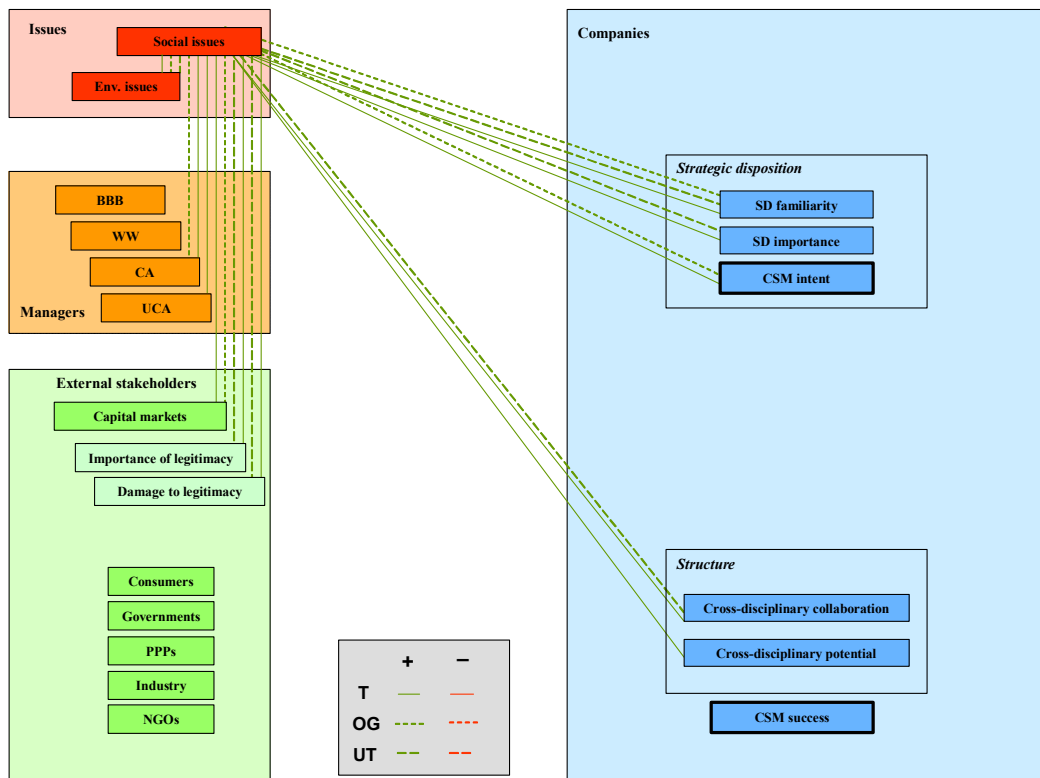 Issues
Social issues
Env. issues
BBB
WW
CA
UCA
Managers
External stakeholders
Capital markets
Importance of legitimacy
Damage to legitimacy
Consumers
Governments
PPPs
Industry
NGOs
+ −
T
OG
UT
Companies
Strategic disposition
SD familiarity
SD importance
CSM intent
Structure
Cross-disciplinary collaboration
Cross-disciplinary potential
CSM success